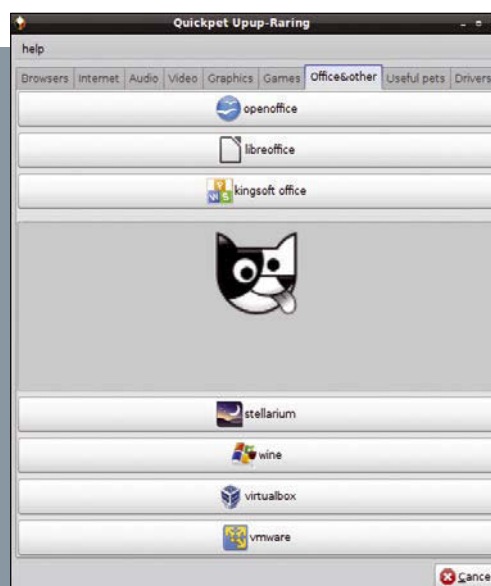 Quickpet Upup-Raring
help
Browsers Internet Audio Video Graphics Games Office&other Useful pets Drivers
openoffice
libreoffice
kingsoft office
stellarium
wine
virtualbox
vmware
Cance